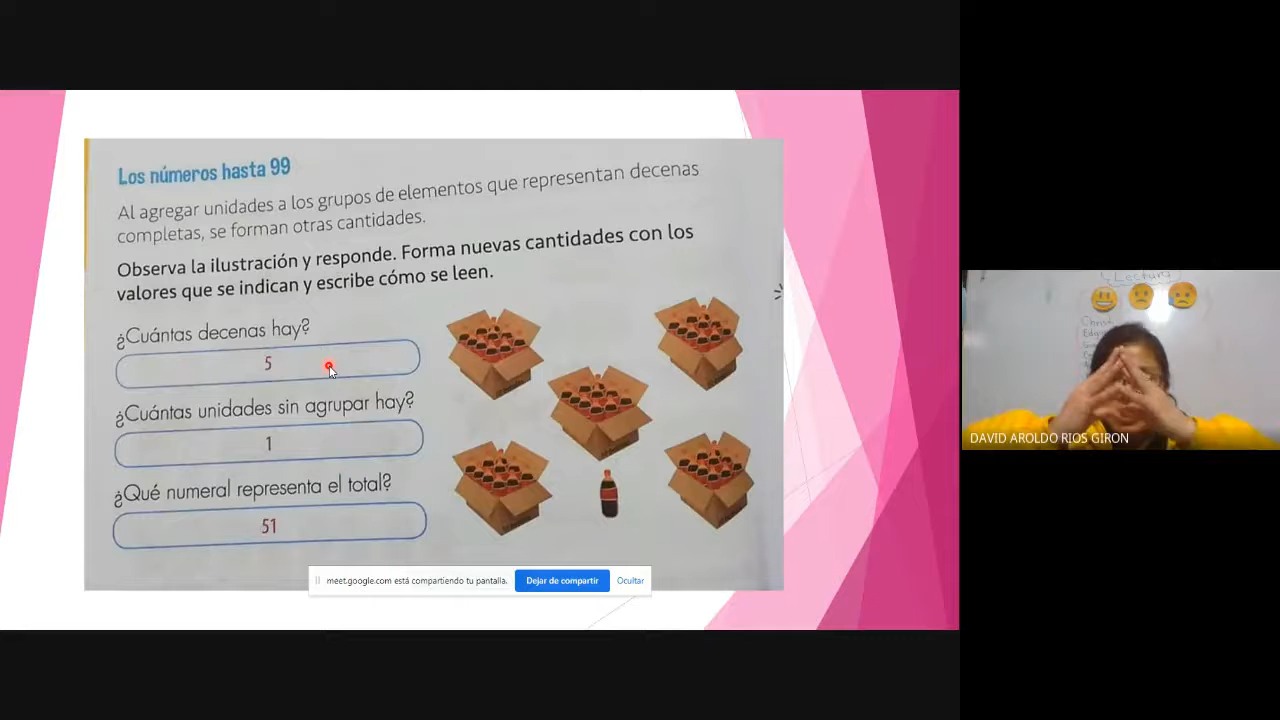 Los números hasta 99
Al agregar unidades a los grupos de elementos que representan decenas
completas, se forman otras cantidades.
Observa la ilustración y responde. Forma nuevas cantidades con los
valores que se indican y escribe cómo se leen.
¿Cuántas decenas hay?
5
¿Cuántas unidades sin agrupar hay?
1
¿Qué numeral representa el total?
51
meet.google.com está compartiendo tu pantalla.
Dejar de compartir
Ocultar
Lectura
DAVID AROLDO RIOS GIRON